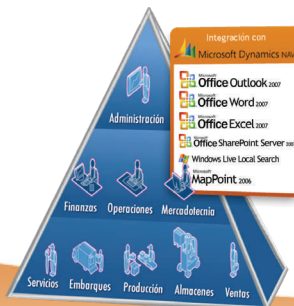 Integración con
Microsoft Dynamics NAV
Microsoft
Office Outlook 2007
Microsoft
Office Word 2007
Microsoft
Office Excel 2007
Microsoft
Office SharePoint Server 2007
Windows Live Local Search
Microsoft
MapPoint 2006
Administración
Finanzas Operaciones Mercadotecnia
Servicios Embarques Producción Almacenes Ventas